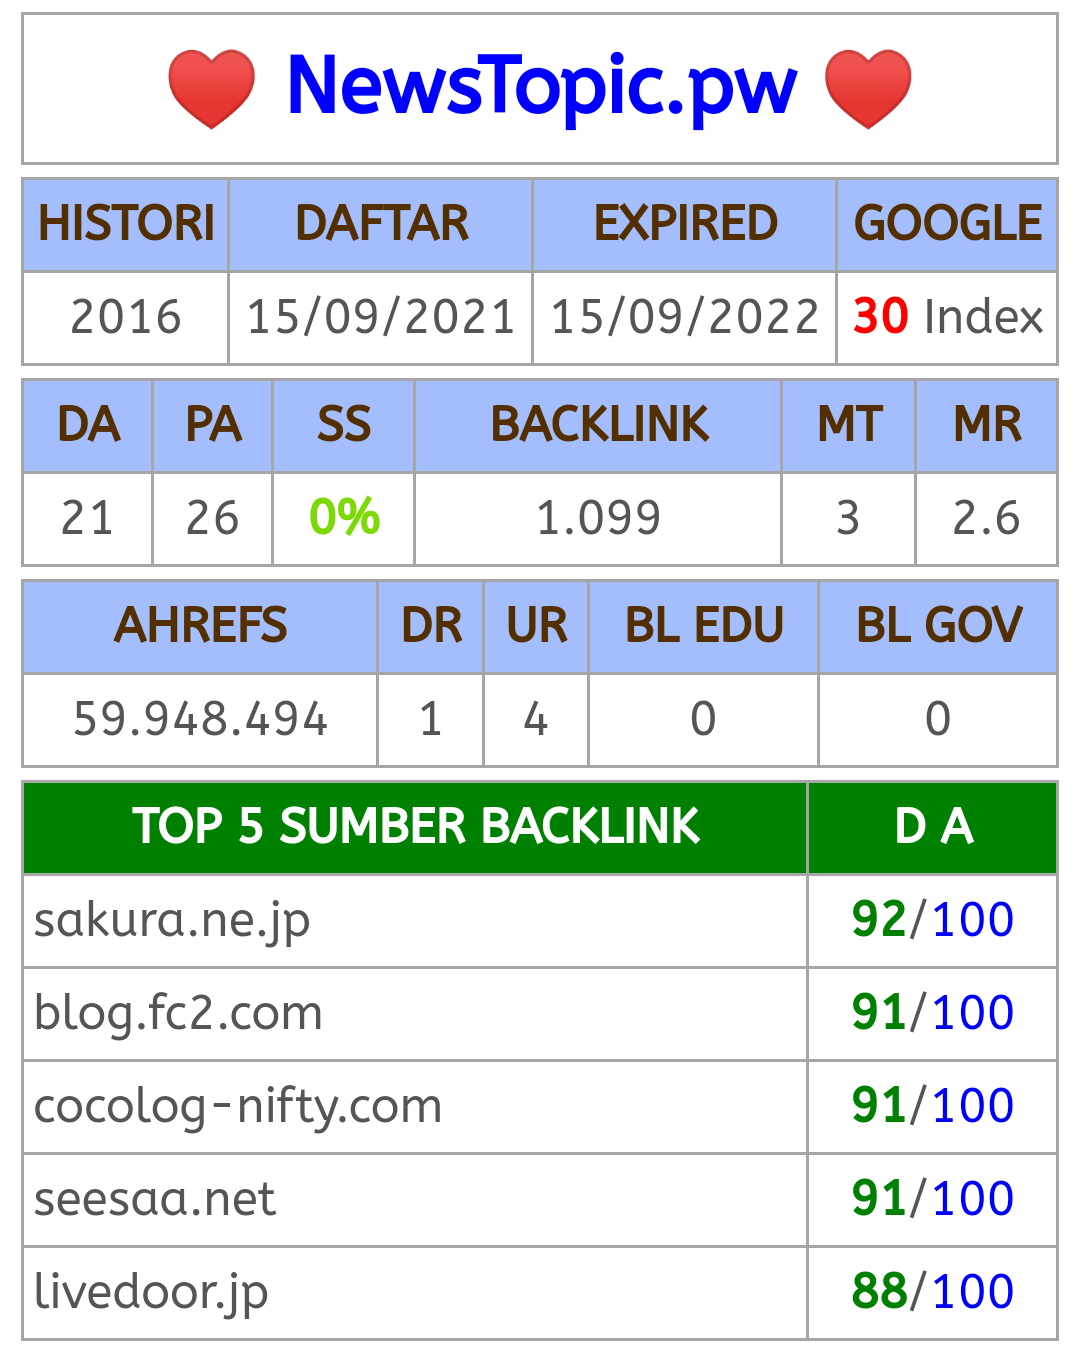 NewsTopic.pw
HISTORI DAFTAR EXPIRED GOOGLE
2016 15/09/2021 15/09/2022 30 Index
DA PA SS BACKLINK MT MR
21 26 0% 1.099 3 2.6
AHREFS DR UR BL EDU BL GOV
59.948.494 1 4 0 0
TOP 5 SUMBER BACKLINK D A
sakura.ne.jp 92/100
blog.fc2.com 91/100
cocolog-nifty.com 91/100
seesaa.net 91/100
livedoor.jp 88/100